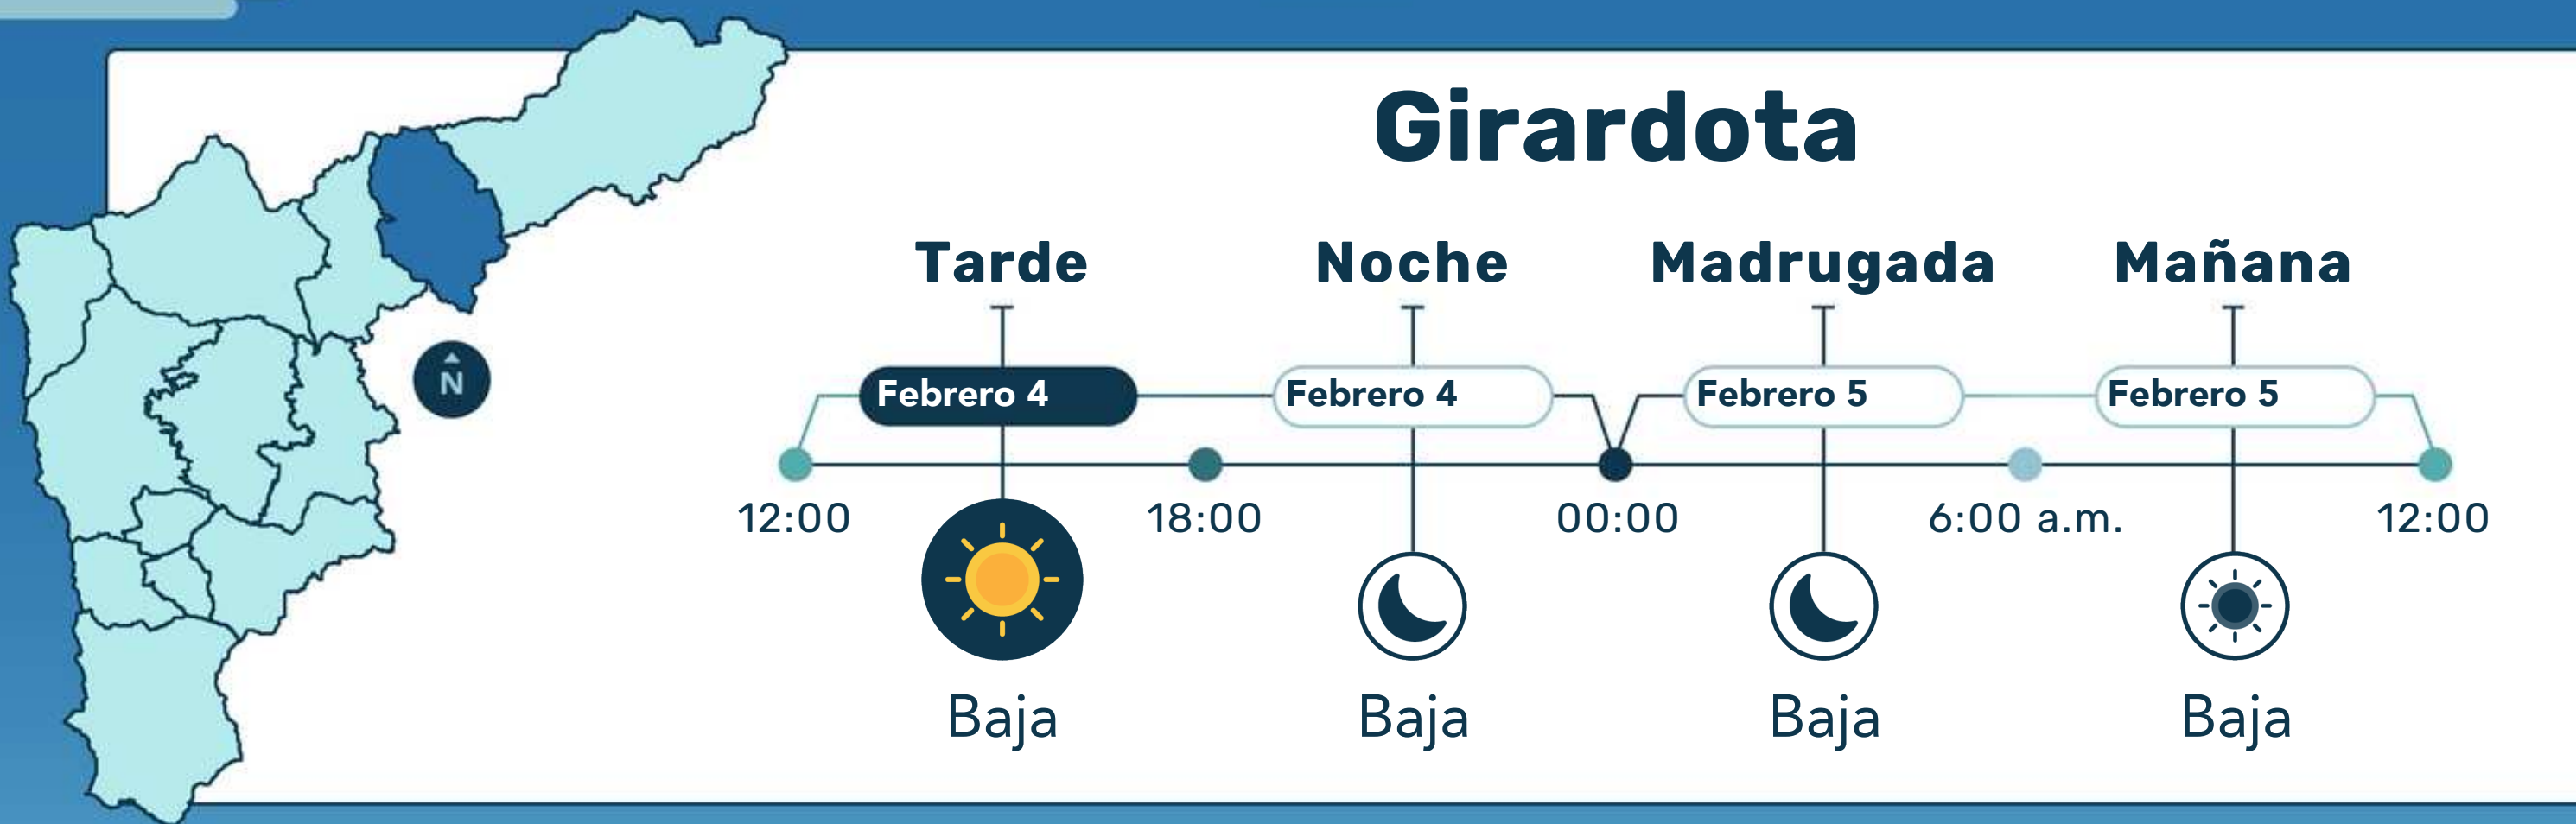 Girardota
Tarde Noche Madrugada Mañana
Febrero 4 Febrero 4 Febrero 5 Febrero 5
N
12:00 18:00 00:00 6:00 a.m. 12:00
Baja Baja Baja Baja